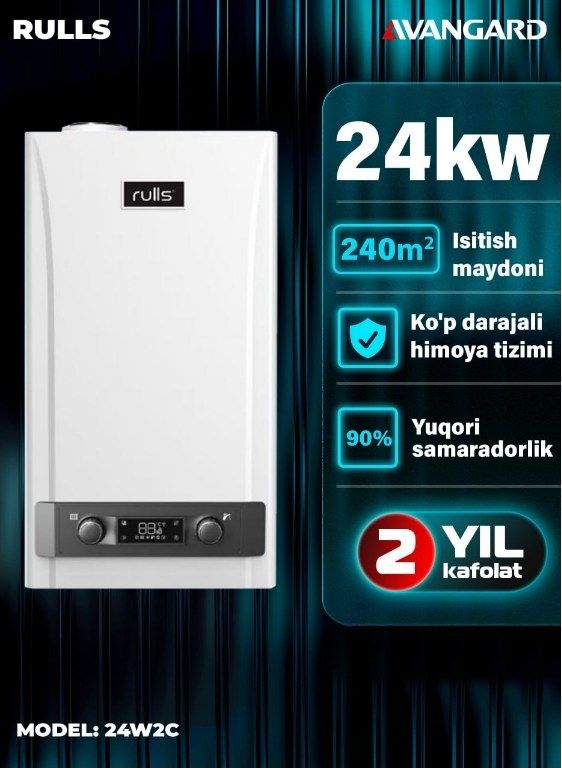 RULLS
AVANGARD
rulls
24kw
240m²
Isitish
maydoni
Ko'p darajali
himoya tizimi
90%
Yuqori
samaradorlik
2 YIL
kafolat
88
MODEL: 24W2C